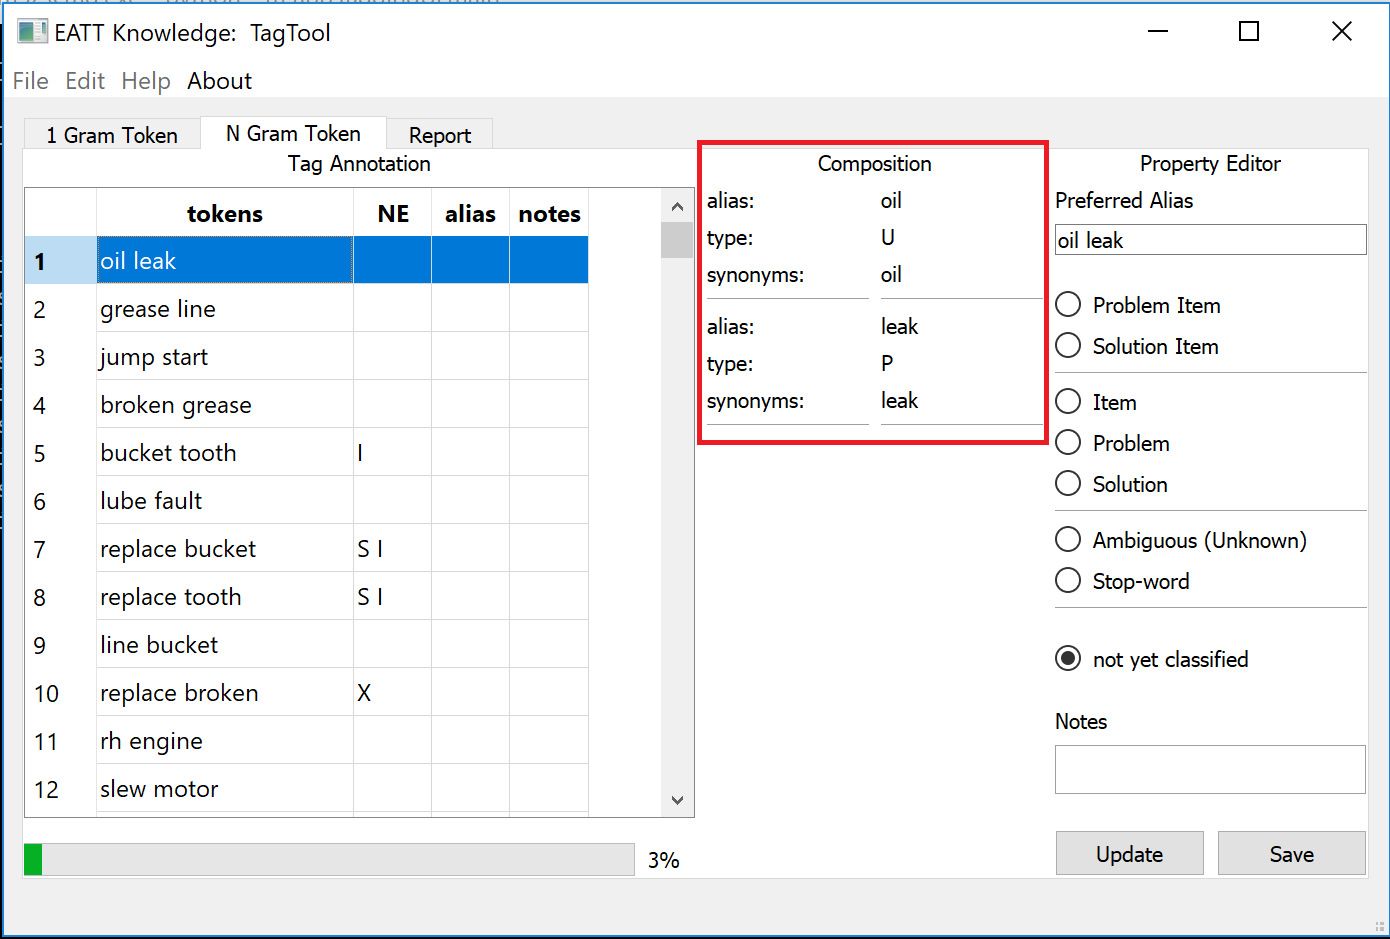 EATT Knowledge: TagTool
File Edit Help About
1 Gram Token N Gram Token Report
Tag Annotation
tokens NE alias notes
1 oil leak
2 grease line
3 jump start
4 broken grease
5 bucket tooth I
6 lube fault
7 replace bucket S I
8 replace tooth S I
9 line bucket
10 replace broken X
11 rh engine
12 slew motor
3%
Composition
alias: oil
type: U
synonyms: oil
alias: leak
type: P
synonyms: leak
Property Editor
Preferred Alias
oil leak
Problem Item
Solution Item
Item
Problem
Solution
Ambiguous (Unknown)
Stop-word
not yet classified
Notes
Update Save